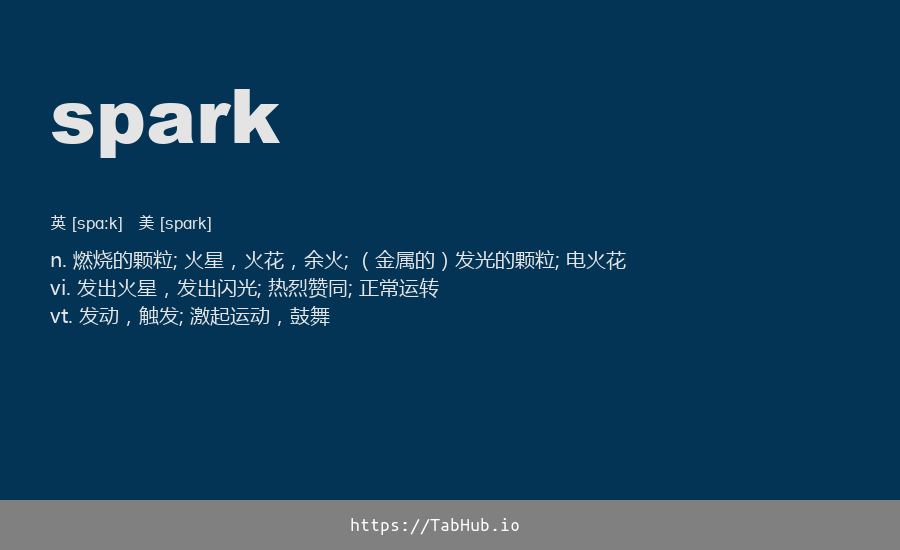 spark
英 [spɑːk] 美 [spark]
n. 燃烧的颗粒; 火星，火花，余火; （金属的）发光的颗粒; 电火花
vi. 发出火星，发出闪光; 热烈赞同; 正常运转
vt. 发动，触发; 激起运动，鼓舞
https://TabHub.io